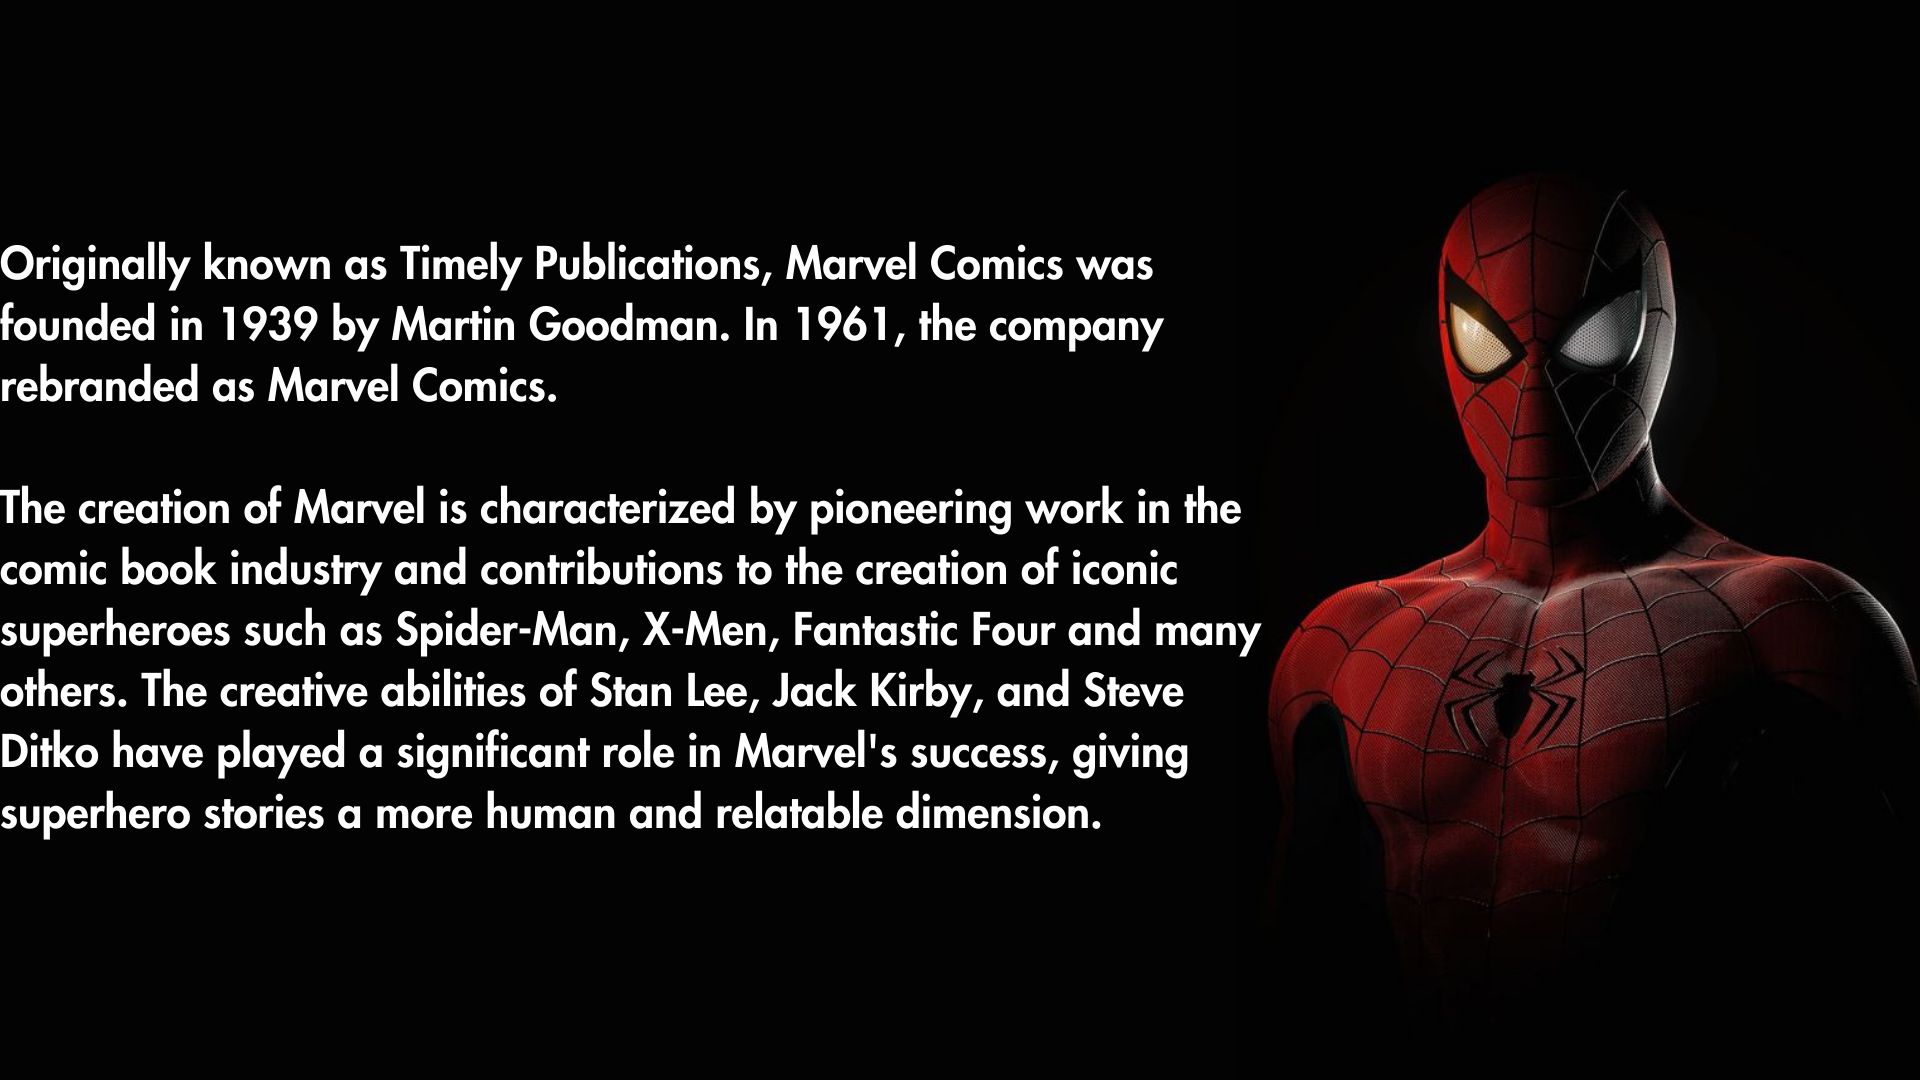 Originally known as Timely Publications, Marvel Comics was
founded in 1939 by Martin Goodman. In 1961, the company
rebranded as Marvel Comics.
The creation of Marvel is characterized by pioneering work in the
comic book industry and contributions to the creation of iconic
superheroes such as Spider-Man, X-Men, Fantastic Four and many
others. The creative abilities of Stan Lee, Jack Kirby, and Steve
Ditko have played a significant role in Marvel's success, giving
superhero stories a more human and relatable dimension.